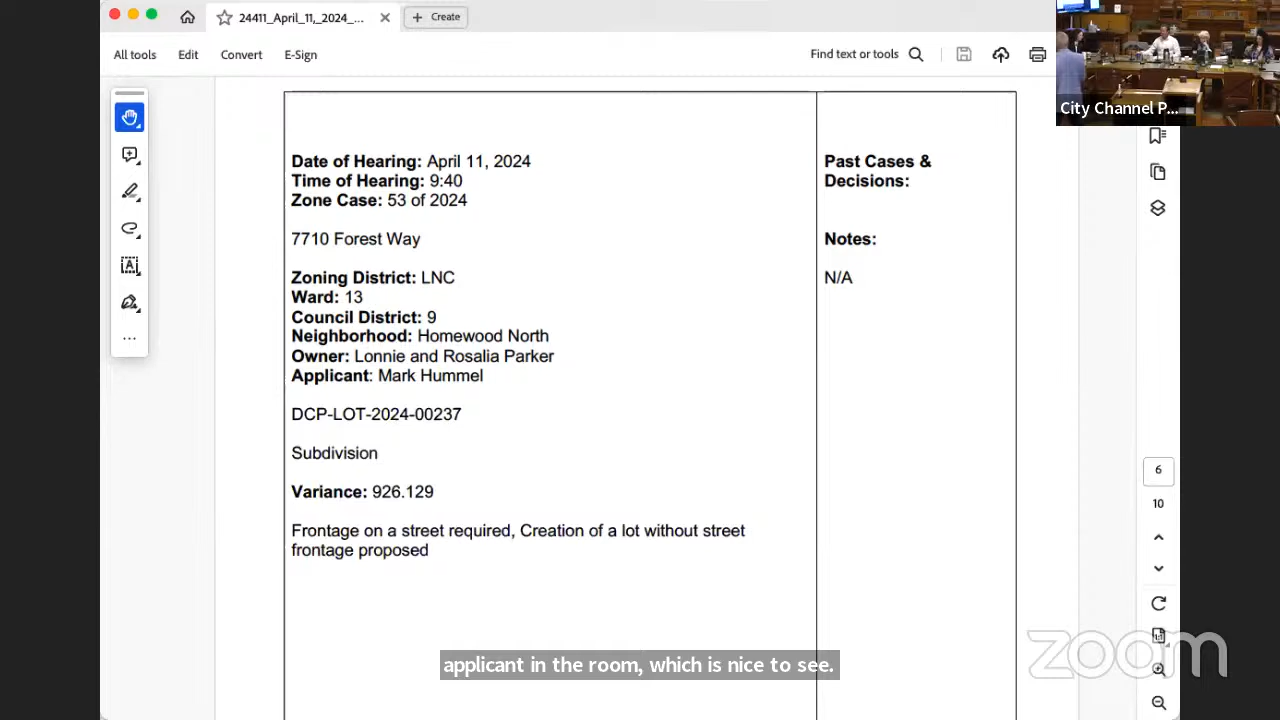 24411_April_11,_2024_...
Create
All tools
Edit
Convert
E-Sign
Find text or tools
City Channel P...
Date of Hearing: April 11, 2024
Time of Hearing: 9:40
Zone Case: 53 of 2024
7710 Forest Way
Zoning District: LNC
Ward: 13
Council District: 9
Neighborhood: Homewood North
Owner: Lonnie and Rosalia Parker
Applicant: Mark Hummel
DCP-LOT-2024-00237
Subdivision
Variance: 926.129
Frontage on a street required, Creation of a lot without street
frontage proposed
Past Cases &
Decisions:
Notes:
N/A
6
10
applicant in the room, which is nice to see.
zoom